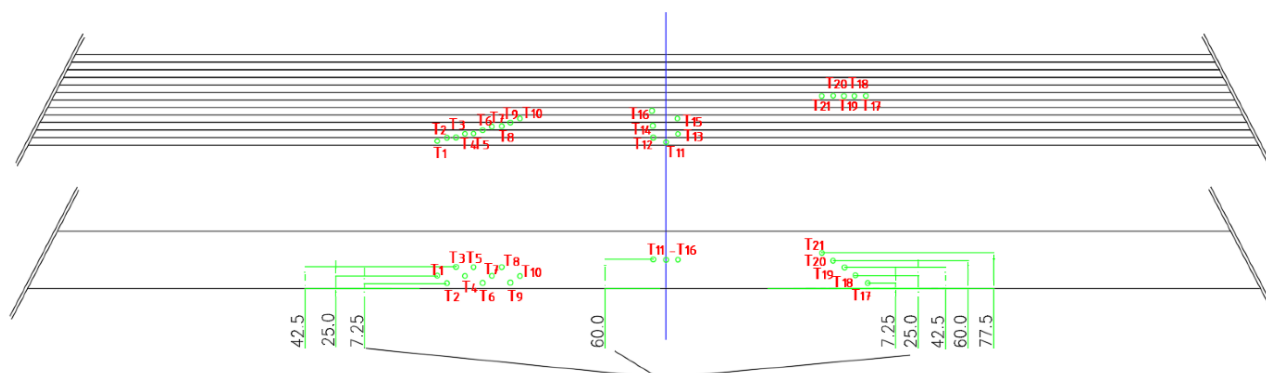 T20 T18
T21 T19 T17
T9 T10
T16
T6 T7
T15
T2 T3
T8
T14
T13
T4 T5
T12
T1
T11
T21
T11 – T16
T3 T5 T8
T20
T1
T7 T10
T19
T4
T18
T2 T6 T9
T17
42.5
25.0
7.25
60.0
7.25
25.0
42.5
60.0
77.5